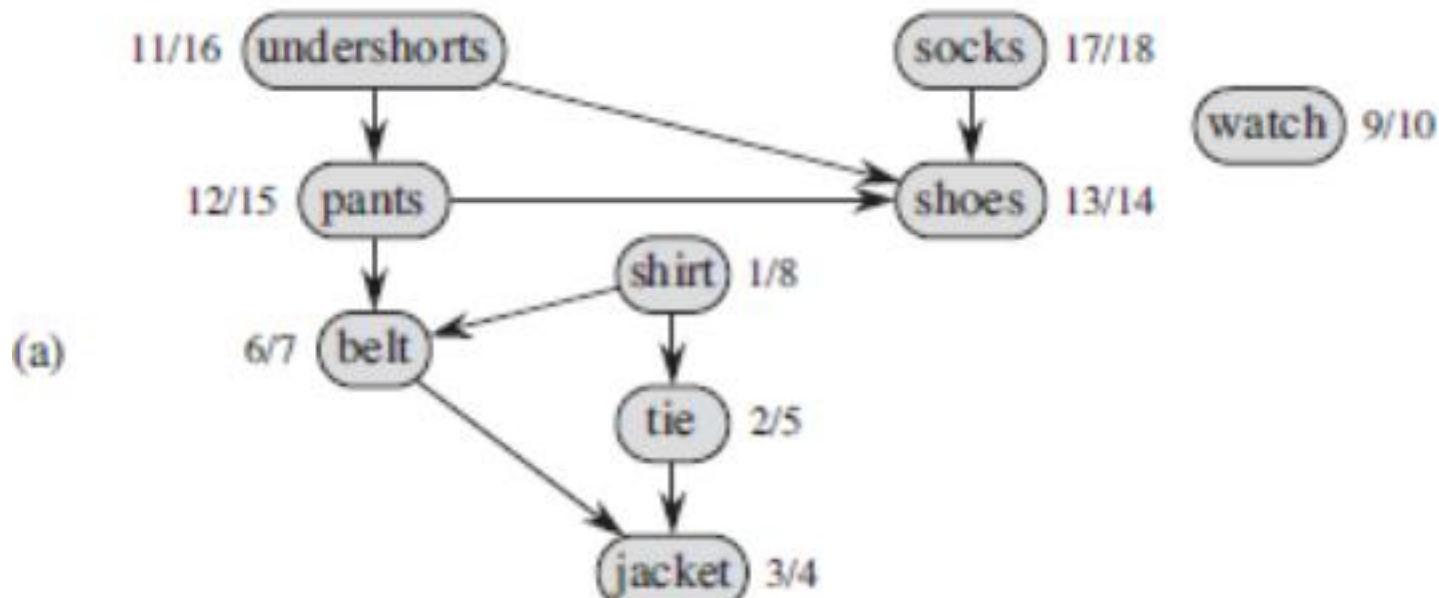 11/16 undershorts socks 17/18
watch 9/10
12/15 pants shoes 13/14
shirt 1/8
(a) 6/7 belt
tie 2/5
jacket 3/4